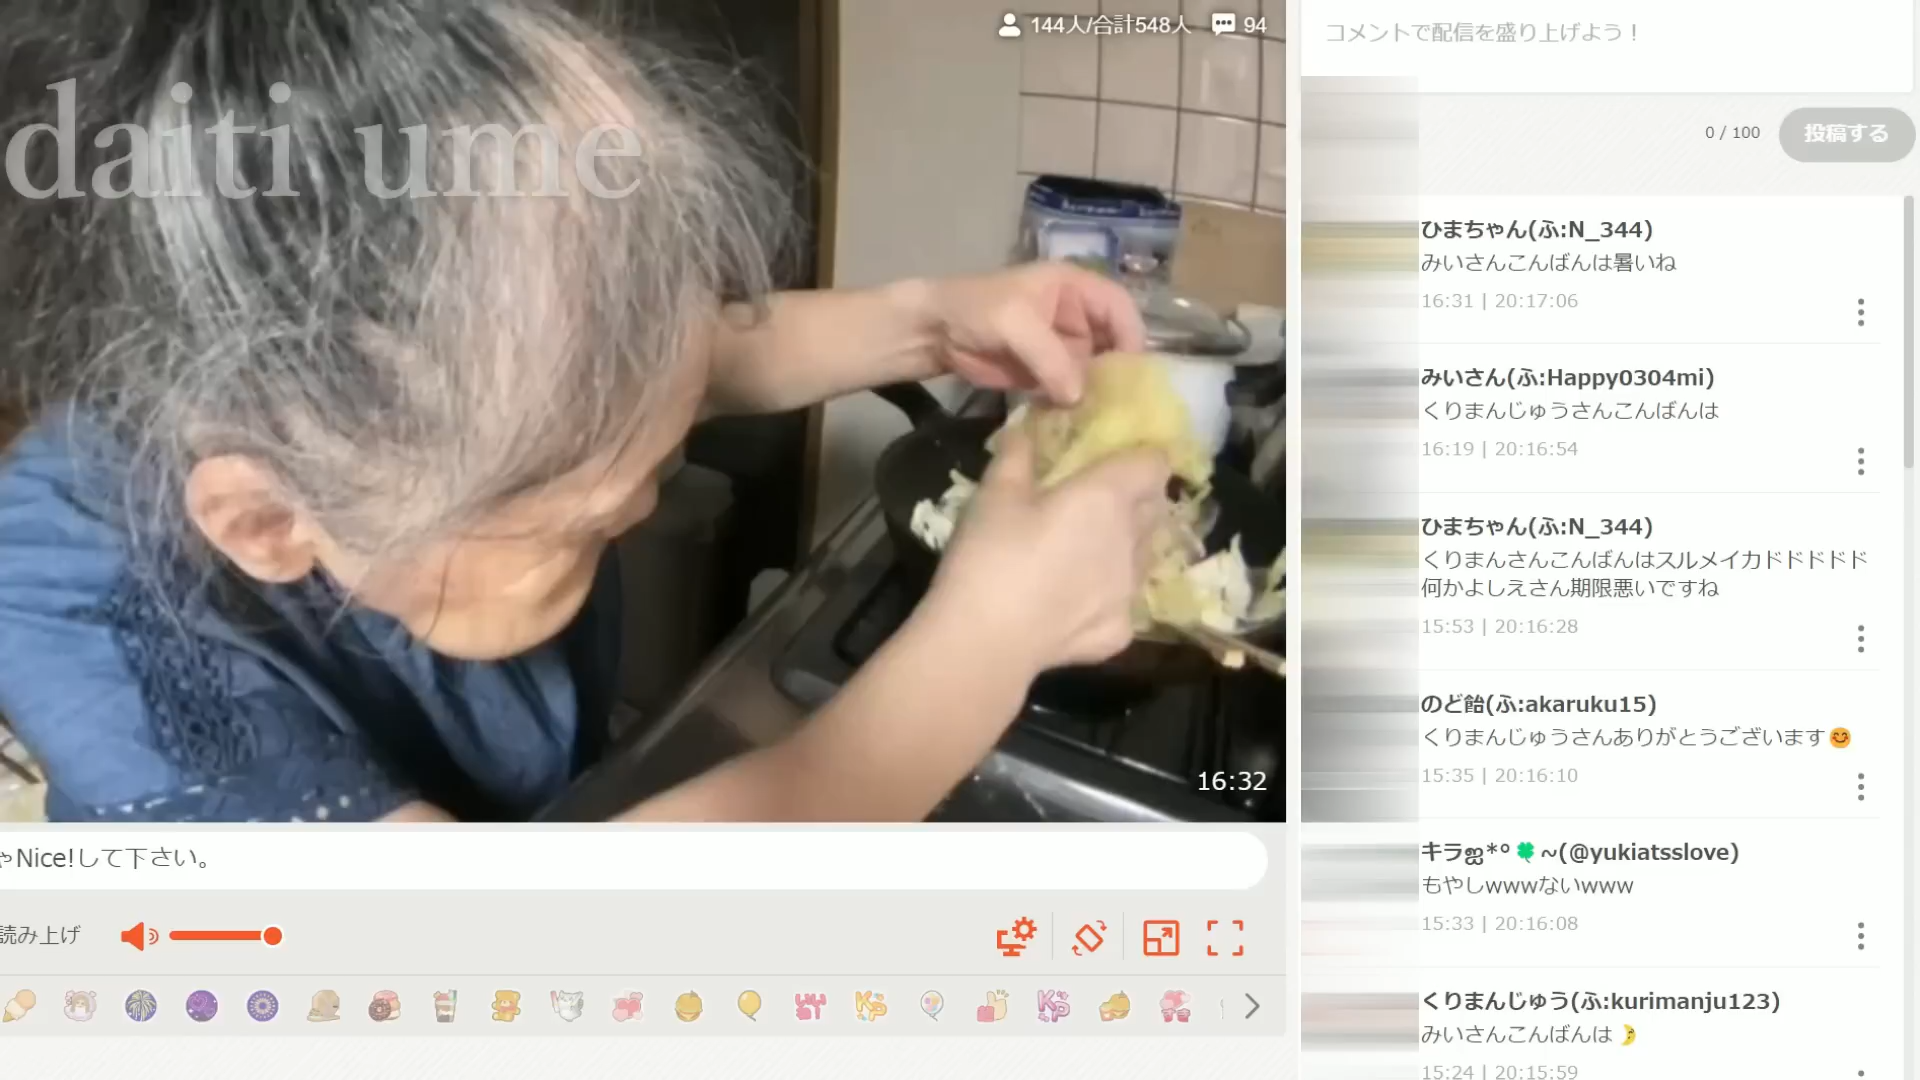 144人/合計548人 94
daiti ume
16:32
ゃNice!して下さい。
読み上げ
コメントで配信を盛り上げよう！
0 / 100
投稿する
ひまちゃん(ふ:N_344)
みいさんこんばんは暑いね
16:31 | 20:17:06
みいさん(ふ:Happy0304mi)
くりまんじゅうさんこんばんは
16:19 | 20:16:54
ひまちゃん(ふ:N_344)
くりまんさんこんばんはスルメイカドドドドド
何かよしえさん期限悪いですね
15:53 | 20:16:28
のど飴(ふ:akaruku15)
くりまんじゅうさんありがとうございます😊
15:35 | 20:16:10
キラஐ*°🍀~(@yukiatsslove)
もやしwwwないwww
15:33 | 20:16:08
くりまんじゅう(ふ:kurimanju123)
みいさんこんばんは🌛
15:24 | 20:15:59